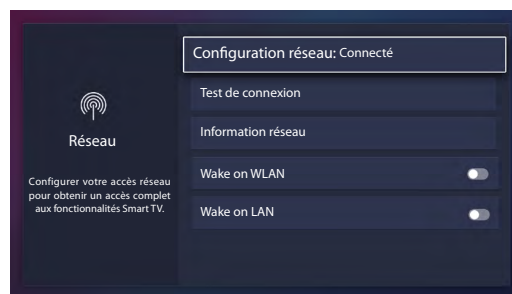 Configuration réseau: Connecté
Test de connexion
Information réseau
Wake on WLAN
Wake on LAN
Réseau
Configurer votre accès réseau
pour obtenir un accès complet
aux fonctionnalités Smart TV.